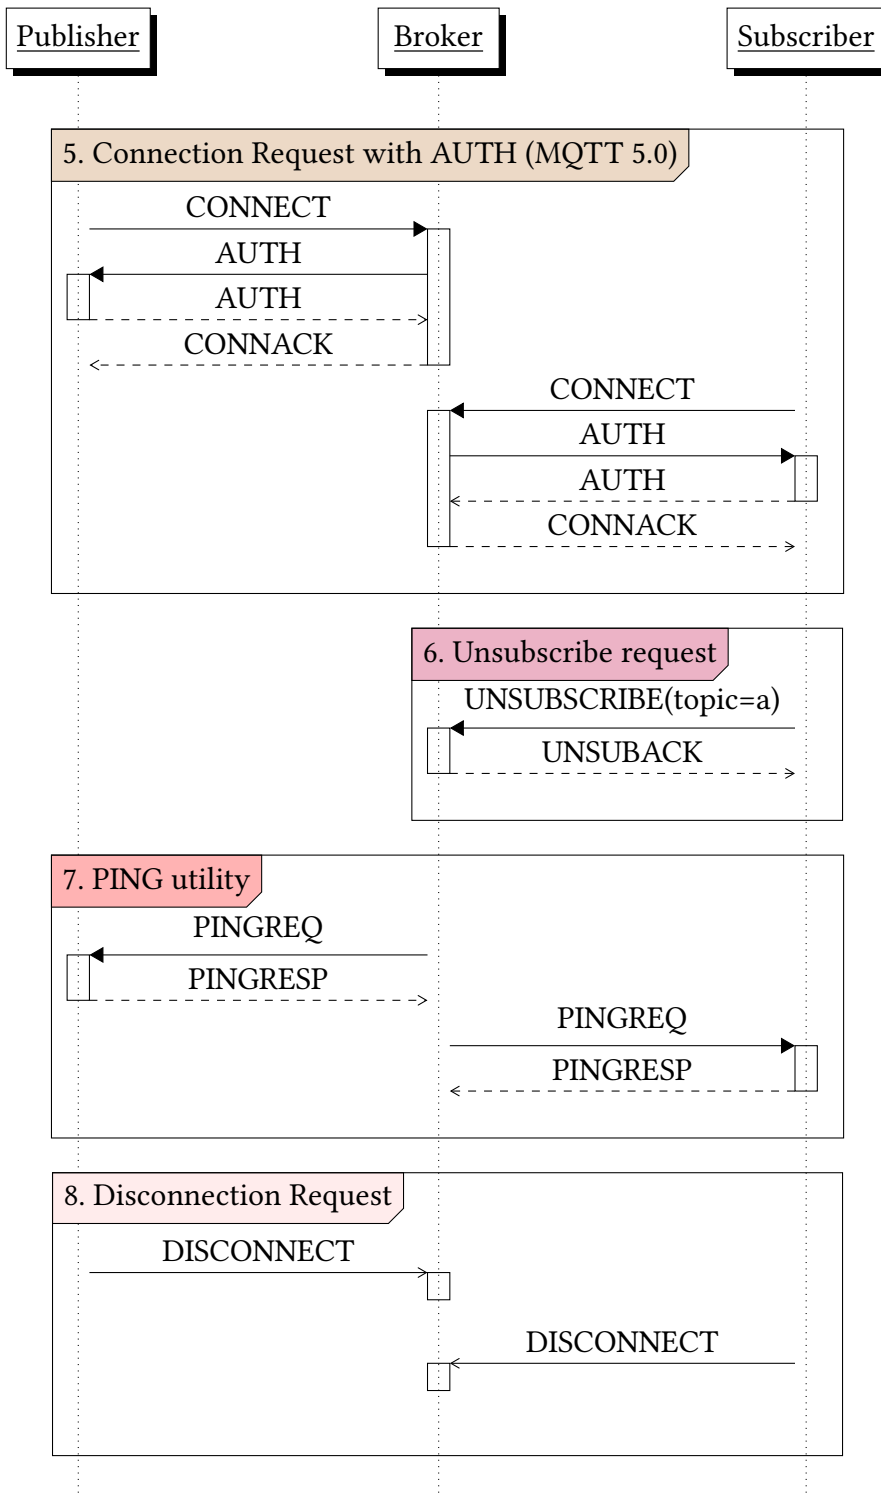 Publisher
Broker
Subscriber
5. Connection Request with AUTH (MQTT 5.0)
CONNECT
AUTH
AUTH
CONNACK
CONNECT
AUTH
AUTH
CONNACK
6. Unsubscribe request
UNSUBSCRIBE(topic=a)
UNSUBACK
7. PING utility
PINGREQ
PINGRESP
PINGREQ
PINGRESP
8. Disconnection Request
DISCONNECT
DISCONNECT